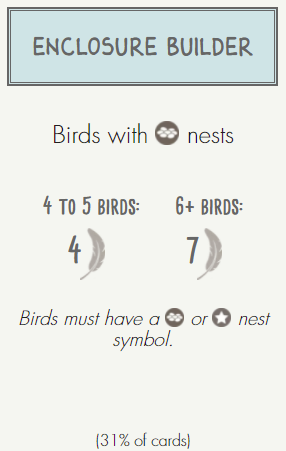 ENCLOSURE BUILDER
Birds with nests
4 TO 5 BIRDS: 6+ BIRDS:
4 7
Birds must have a or nest
symbol.
(31% of cards)